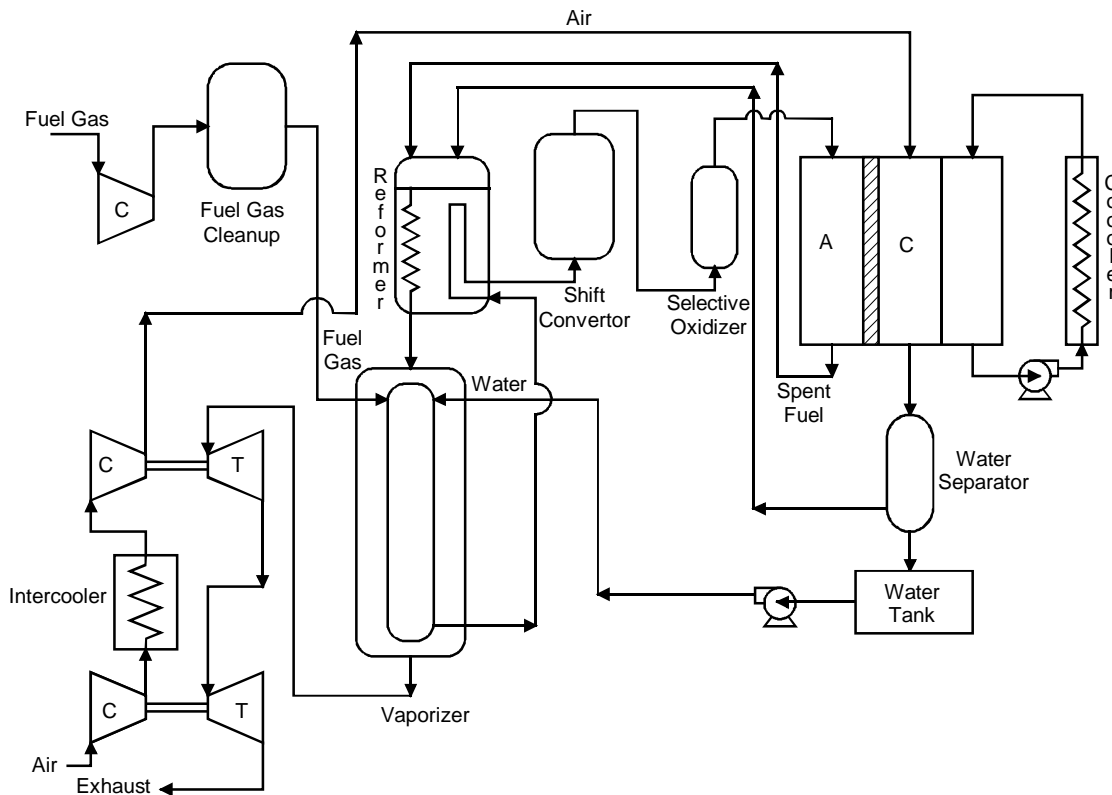 Air
Fuel Gas
C
Fuel Gas
Cleanup
Reformer
Shift
Convertor
Selective
Oxidizer
A
C
Cooler
Fuel
Gas
Water
Spent
Fuel
Water
Separator
C
T
Intercooler
Water
Tank
C
T
Vaporizer
Air
Exhaust